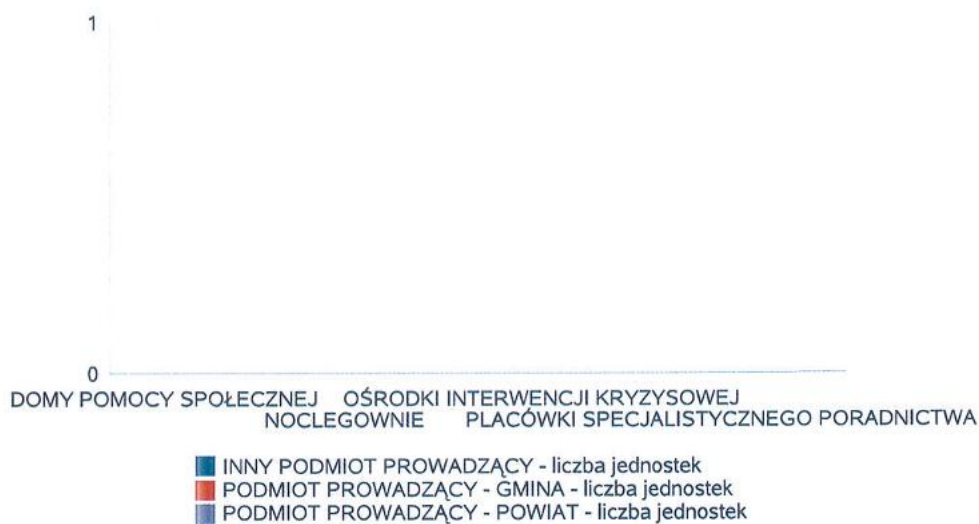 1
0
DOMY POMOCY SPOŁECZNEJ OŚRODKI INTERWENCJI KRYZYSOWEJ
NOCLEGOWNIE PLACÓWKI SPECJALISTYCZNEGO PORADNICTWA
INNY PODMIOT PROWADZĄCY - liczba jednostek
PODMIOT PROWADZĄCY - GMINA - liczba jednostek
PODMIOT PROWADZĄCY - POWIAT - liczba jednostek